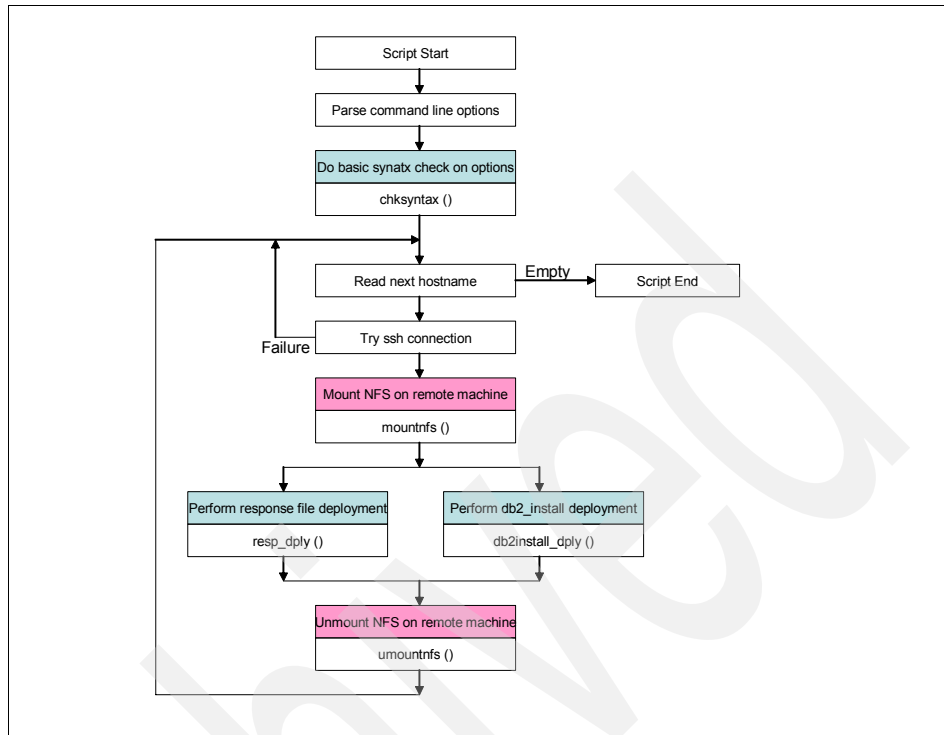 Script Start
Parse command line options
Do basic synatx check on options
chksyntax ()
Read next hostname
Empty
Script End
Try ssh connection
Failure
Mount NFS on remote machine
mountnfs ()
Perform response file deployment
Perform db2_install deployment
resp_dply ()
db2install_dply ()
Unmount NFS on remote machine
umountnfs ()
hived